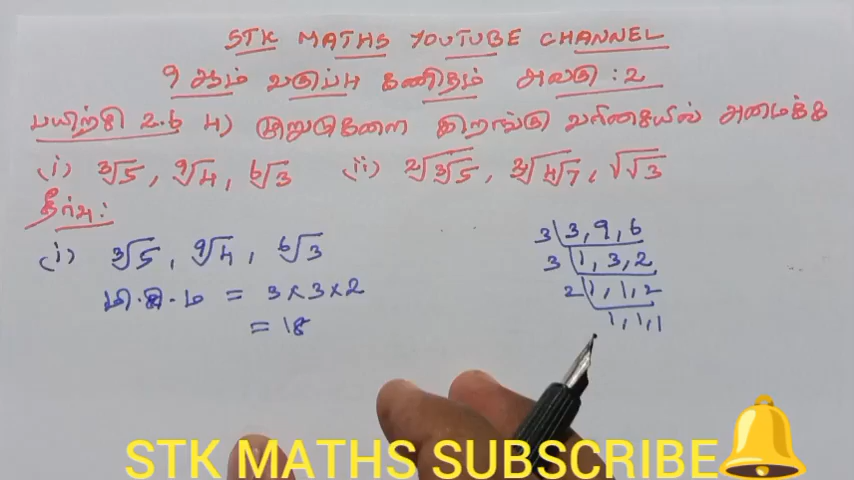 STK MATHS YOUTUBE CHANNEL
9 ஆம் வகுப்பு கணிதம் அலகு : 2
பயிற்சி 2.6 4) முறுடுகளை இறங்கு வரிசையில் அமைக்க
(i) ∛5, ⁹√4, ⁶√3 (ii) ²√∛5, ∛⁴√7, √√3
தீர்வு:
(i) ∛5, ⁹√4, ⁶√3
மீ.சி.ம = 3×3×2
= 18
3 | 3, 9, 6
3 | 1, 3, 2
2 | 1, 1, 2
1, 1, 1
STK MATHS SUBSCRIBE